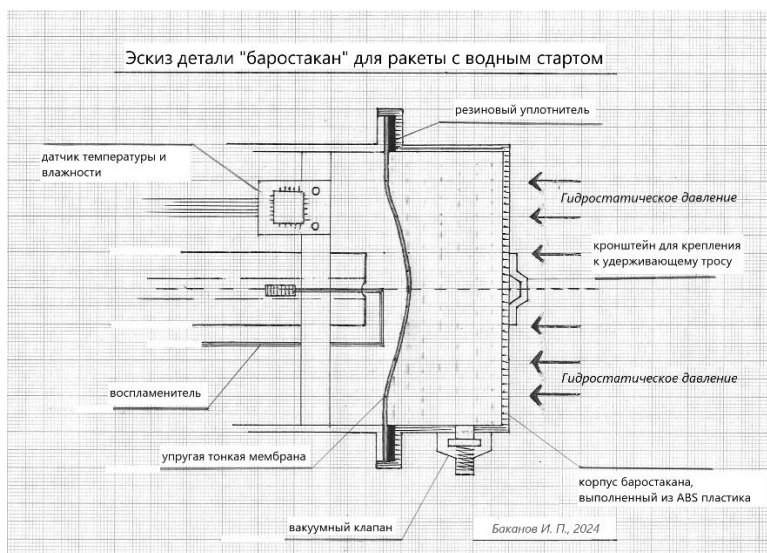 Эскиз детали "баростакан" для ракеты с водным стартом
резиновый уплотнитель
датчик температуры и
влажности
Гидростатическое давление
кронштейн для крепления
к удерживающему тросу
воспламенитель
Гидростатическое давление
упругая тонкая мембрана
корпус баростакана,
выполненный из ABS пластика
вакуумный клапан
Баканов И. П., 2024